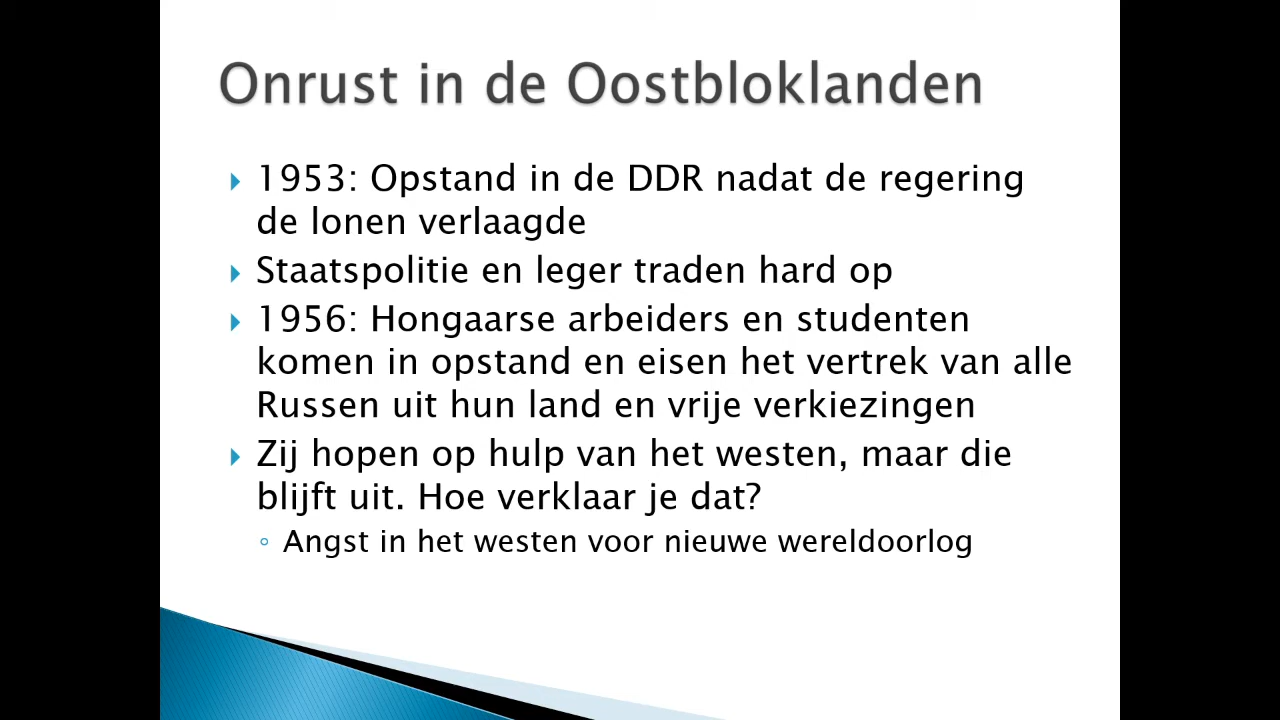 Onrust in de Oostbloklanden
1953: Opstand in de DDR nadat de regering
de lonen verlaagde
Staatspolitie en leger traden hard op
1956: Hongaarse arbeiders en studenten
komen in opstand en eisen het vertrek van alle
Russen uit hun land en vrije verkiezingen
Zij hopen op hulp van het westen, maar die
blijft uit. Hoe verklaar je dat?
Angst in het westen voor nieuwe wereldoorlog